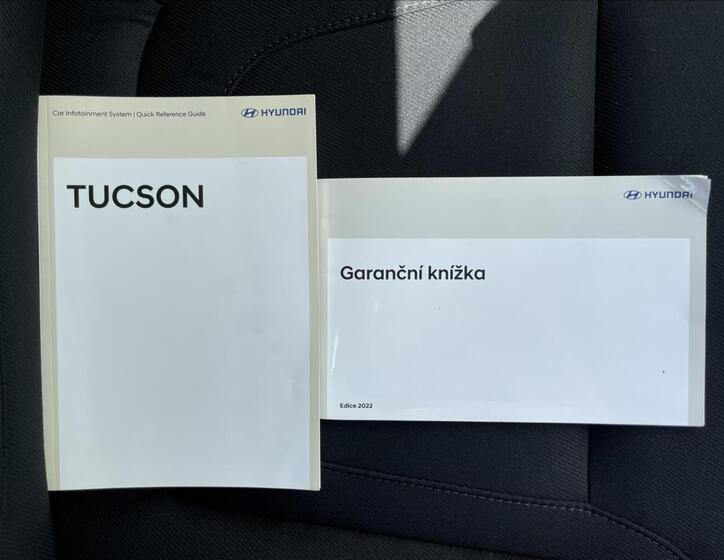 Car Infotainment System | Quick Reference Guide
HYUNDAI
TUCSON
HYUNDAI
Garanční knížka
Edice 2022